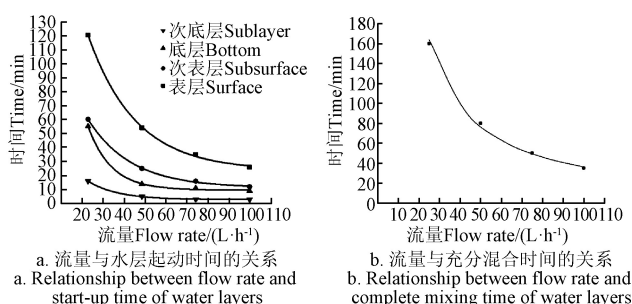 130
120
110
100
90
80
70
60
50
40
30
20
10
0
时间Time/min
次底层Sublayer
底层Bottom
次表层Subsurface
表层Surface
20 30 40 50 60 70 80 90 100 110
流量Flow rate/(L·h⁻¹)
a. 流量与水层起动时间的关系
a. Relationship between flow rate and
start-up time of water layers
180
160
140
120
100
80
60
40
20
0
时间Time/min
10 20 30 40 50 60 70 80 90 100 110
流量Flow rate/(L·h⁻¹)
b. 流量与充分混合时间的关系
b. Relationship between flow rate and
complete mixing time of water layers